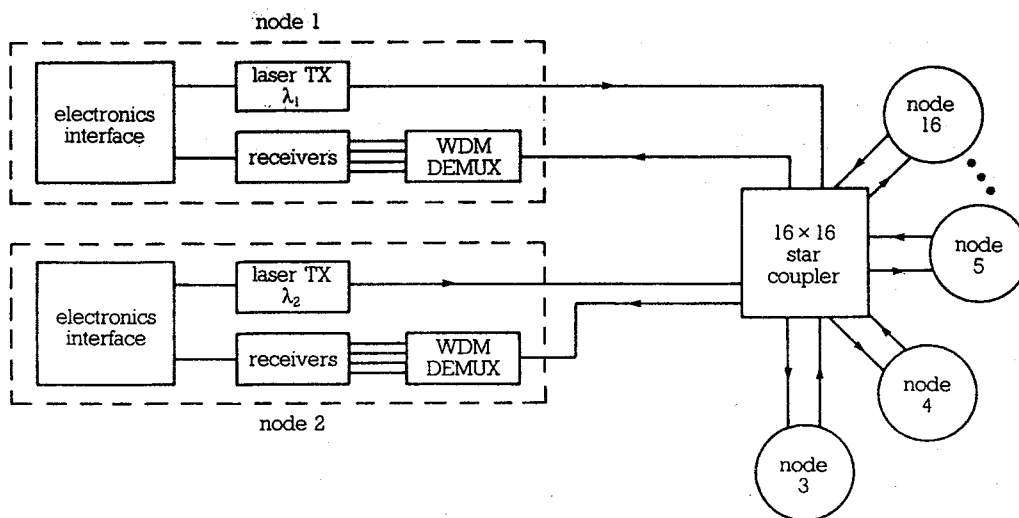 node 1
electronics
interface
laser TX
λ₁
receivers
WDM
DEMUX
electronics
interface
laser TX
λ₂
receivers
WDM
DEMUX
node 2
16 × 16
star
coupler
node
16
node
5
node
4
node
3